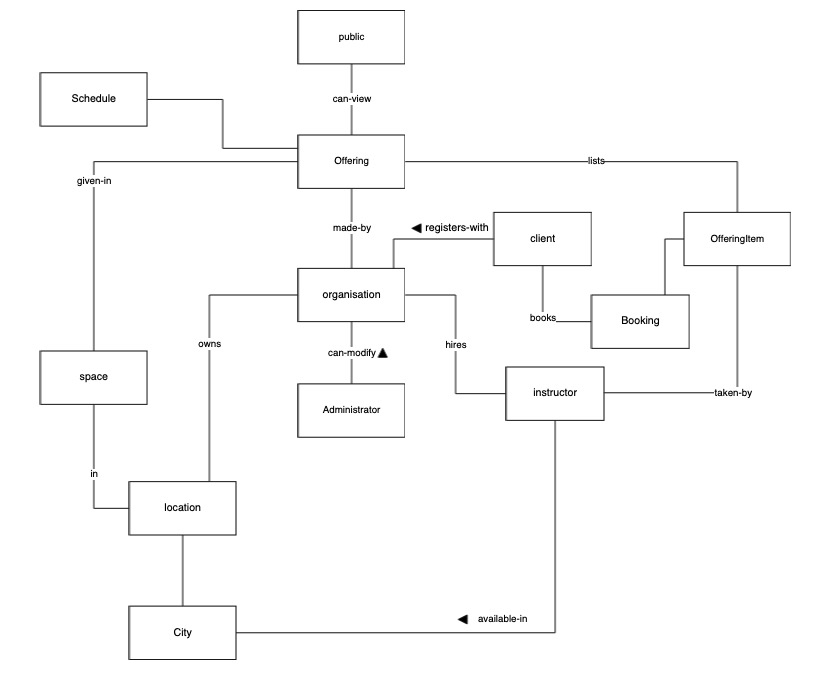 public
Schedule
can-view
Offering
lists
given-in
made-by
registers-with
client
OfferingItem
organisation
books
Booking
owns
can-modify
hires
space
Administrator
instructor
taken-by
in
location
available-in
City